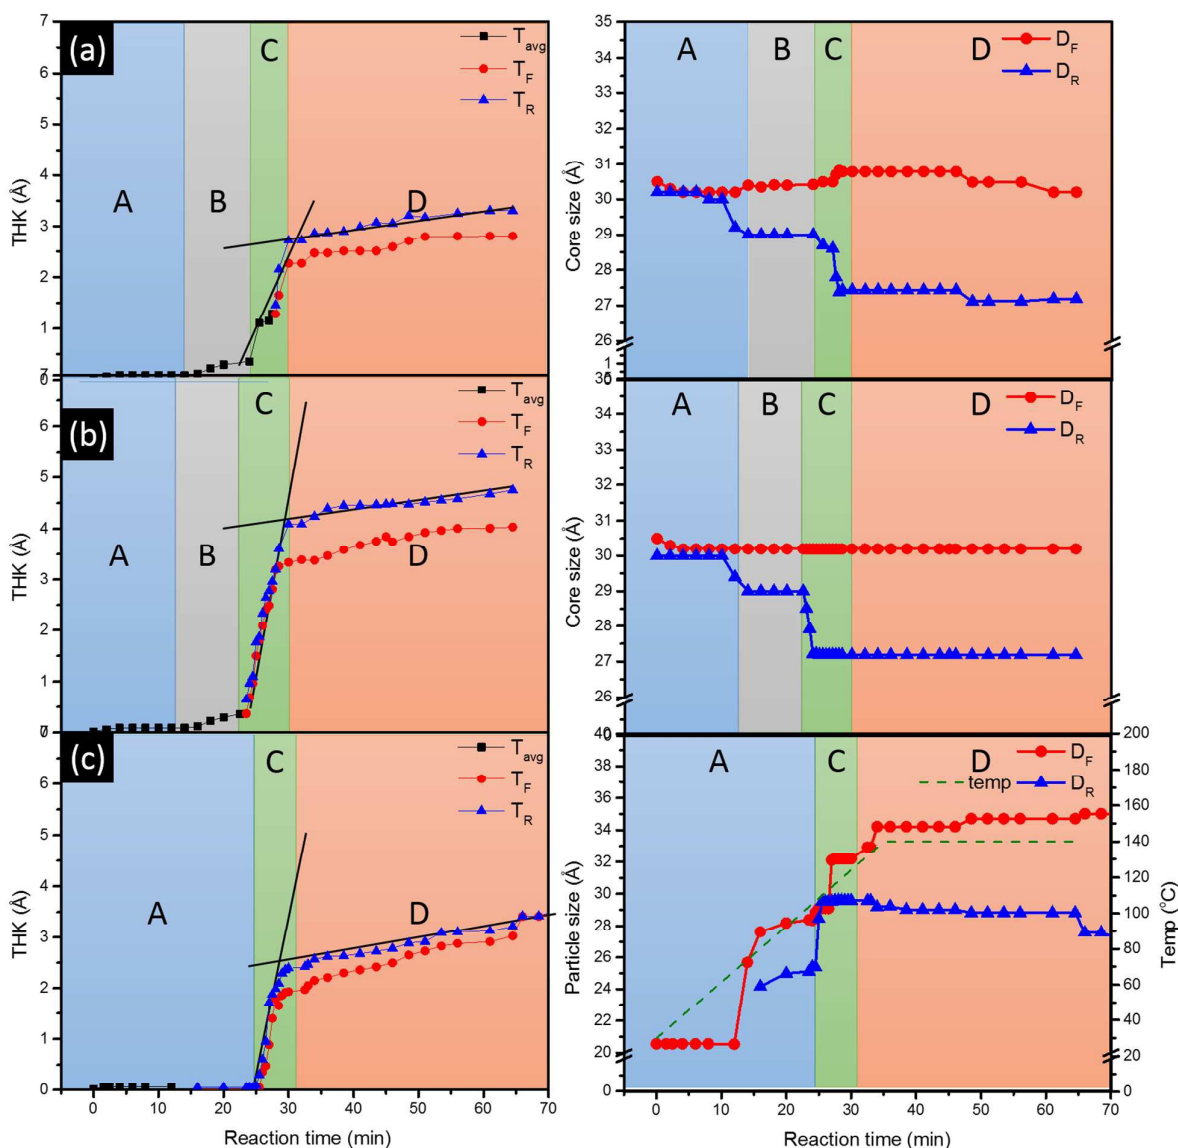 (a)
A
B
C
D
T_avg
T_F
T_R
THK (Å)
7
6
5
4
3
2
1
0
A
B
C
D
D_F
D_R
Core size (Å)
35
34
33
32
31
30
29
28
27
26
1
(b)
A
B
C
D
T_avg
T_F
T_R
THK (Å)
7
6
5
4
3
2
1
0
A
B
C
D
D_F
D_R
Core size (Å)
35
34
33
32
31
30
29
28
27
26
(c)
A
C
D
T_avg
T_F
T_R
THK (Å)
7
6
5
4
3
2
1
0
0 10 20 30 40 50 60 70
Reaction time (min)
A
C
D
D_F
temp
D_R
Particle size (Å)
40
38
36
34
32
30
28
26
24
22
20
0
Temp (°C)
200
180
160
140
120
100
80
60
40
20
0
0 10 20 30 40 50 60 70
Reaction time (min)